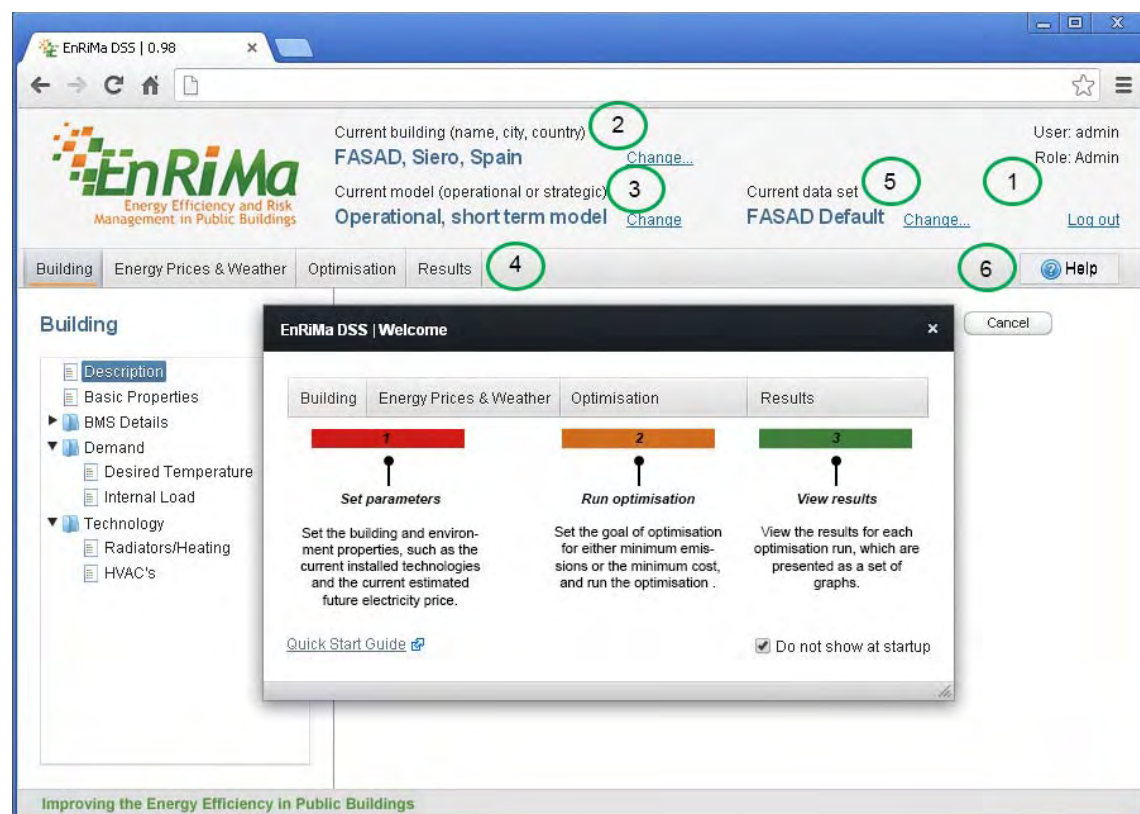 EnRiMa DSS | 0.98
Current building (name, city, country) 2
FASAD, Siero, Spain Change...
User: admin
Role: Admin
EnRiMa
Energy Efficiency and Risk
Management in Public Buildings
Current model (operational or strategic) 3
Operational, short term model Change
Current data set 5
FASAD Default Change...
1
Log out
Building Energy Prices & Weather Optimisation Results 4
6 Help
Building
Description
Basic Properties
BMS Details
Demand
Desired Temperature
Internal Load
Technology
Radiators/Heating
HVAC's
Cancel
EnRiMa DSS | Welcome
Building Energy Prices & Weather Optimisation Results
1
Set parameters
Set the building and environ-
ment properties, such as the
current installed technologies
and the current estimated
future electricity price.
2
Run optimisation
Set the goal of optimisation
for either minimum emis-
sions or the minimum cost,
and run the optimisation .
3
View results
View the results for each
optimisation run, which are
presented as a set of
graphs.
Quick Start Guide
Do not show at startup
Improving the Energy Efficiency in Public Buildings